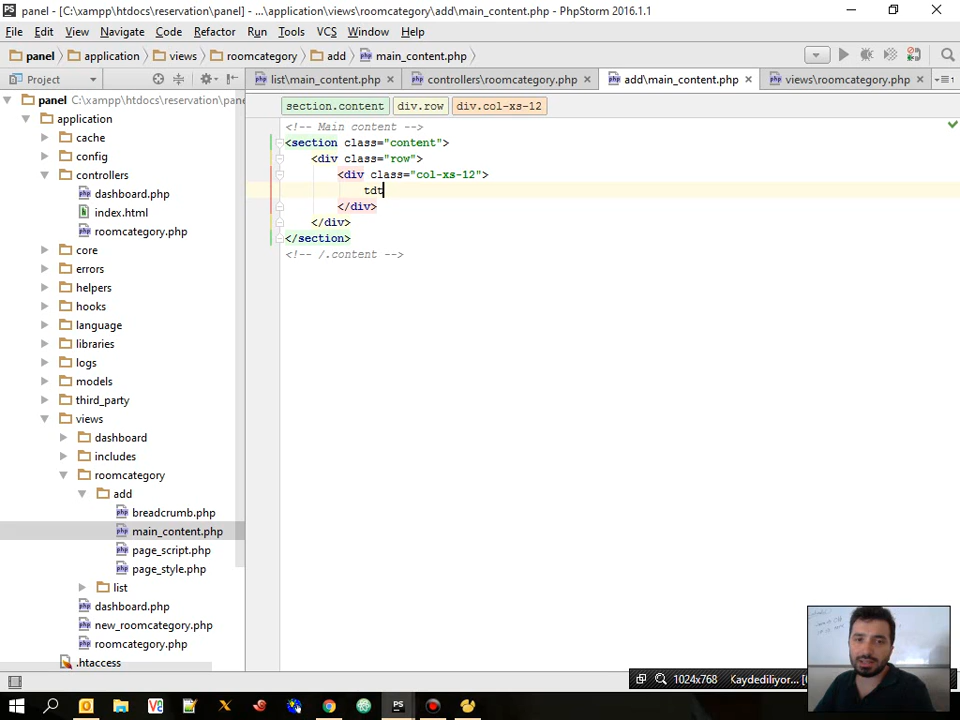 panel - [C:\xampp\htdocs\reservation\panel] - ...\application\views\roomcategory\add\main_content.php - PhpStorm 2016.1.1
File Edit View Navigate Code Refactor Run Tools VCS Window Help
panel application views roomcategory add main_content.php
Project list\main_content.php controllers\roomcategory.php add\main_content.php views\roomcategory.php
panel C:\xampp\htdocs\reservation\pane
section.content div.row div.col-xs-12
application
<!-- Main content -->
cache
<section class="content">
config
<div class="row">
controllers
<div class="col-xs-12">
dashboard.php
tdt
index.html
</div>
roomcategory.php
</div>
</section>
core
<!-- /.content -->
errors
helpers
hooks
language
libraries
logs
models
third_party
views
dashboard
includes
roomcategory
add
breadcrumb.php
main_content.php
page_script.php
page_style.php
list
dashboard.php
new_roomcategory.php
roomcategory.php
.htaccess
1024x768 Kaydediliyor...